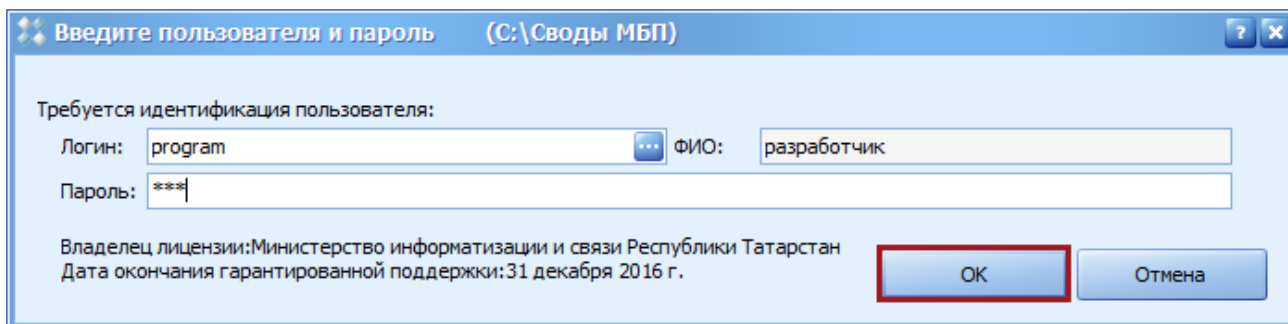 Введите пользователя и пароль (С:\Своды МБП)
Требуется идентификация пользователя:
Логин: program ... ФИО: разработчик
Пароль: ***
Владелец лицензии:Министерство информатизации и связи Республики Татарстан
Дата окончания гарантированной поддержки:31 декабря 2016 г.
ОК Отмена